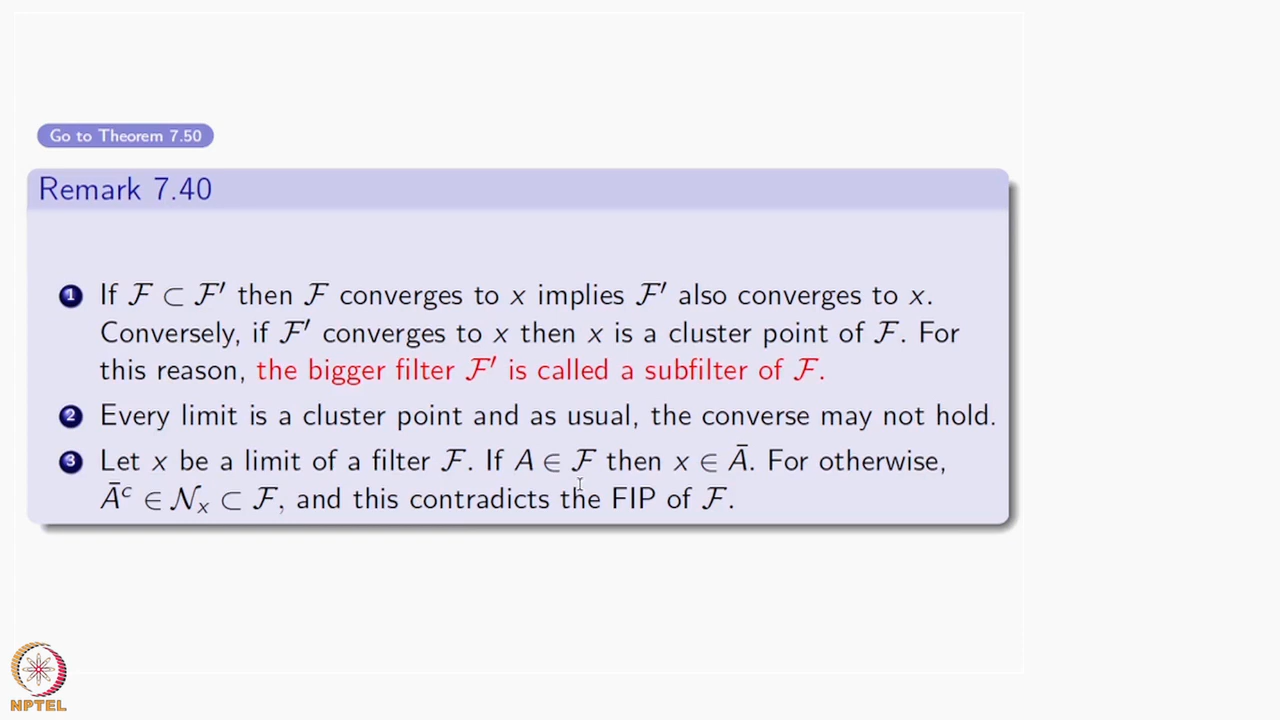 Go to Theorem 7.50
Remark 7.40
1 If ℱ ⊂ ℱ′ then ℱ converges to x implies ℱ′ also converges to x.
Conversely, if ℱ′ converges to x then x is a cluster point of ℱ. For
this reason, the bigger filter ℱ′ is called a subfilter of ℱ.
2 Every limit is a cluster point and as usual, the converse may not hold.
3 Let x be a limit of a filter ℱ. If A ∈ ℱ then x ∈ Ā. For otherwise,
Āᶜ ∈ 𝒩ₓ ⊂ ℱ, and this contradicts the FIP of ℱ.
NPTEL